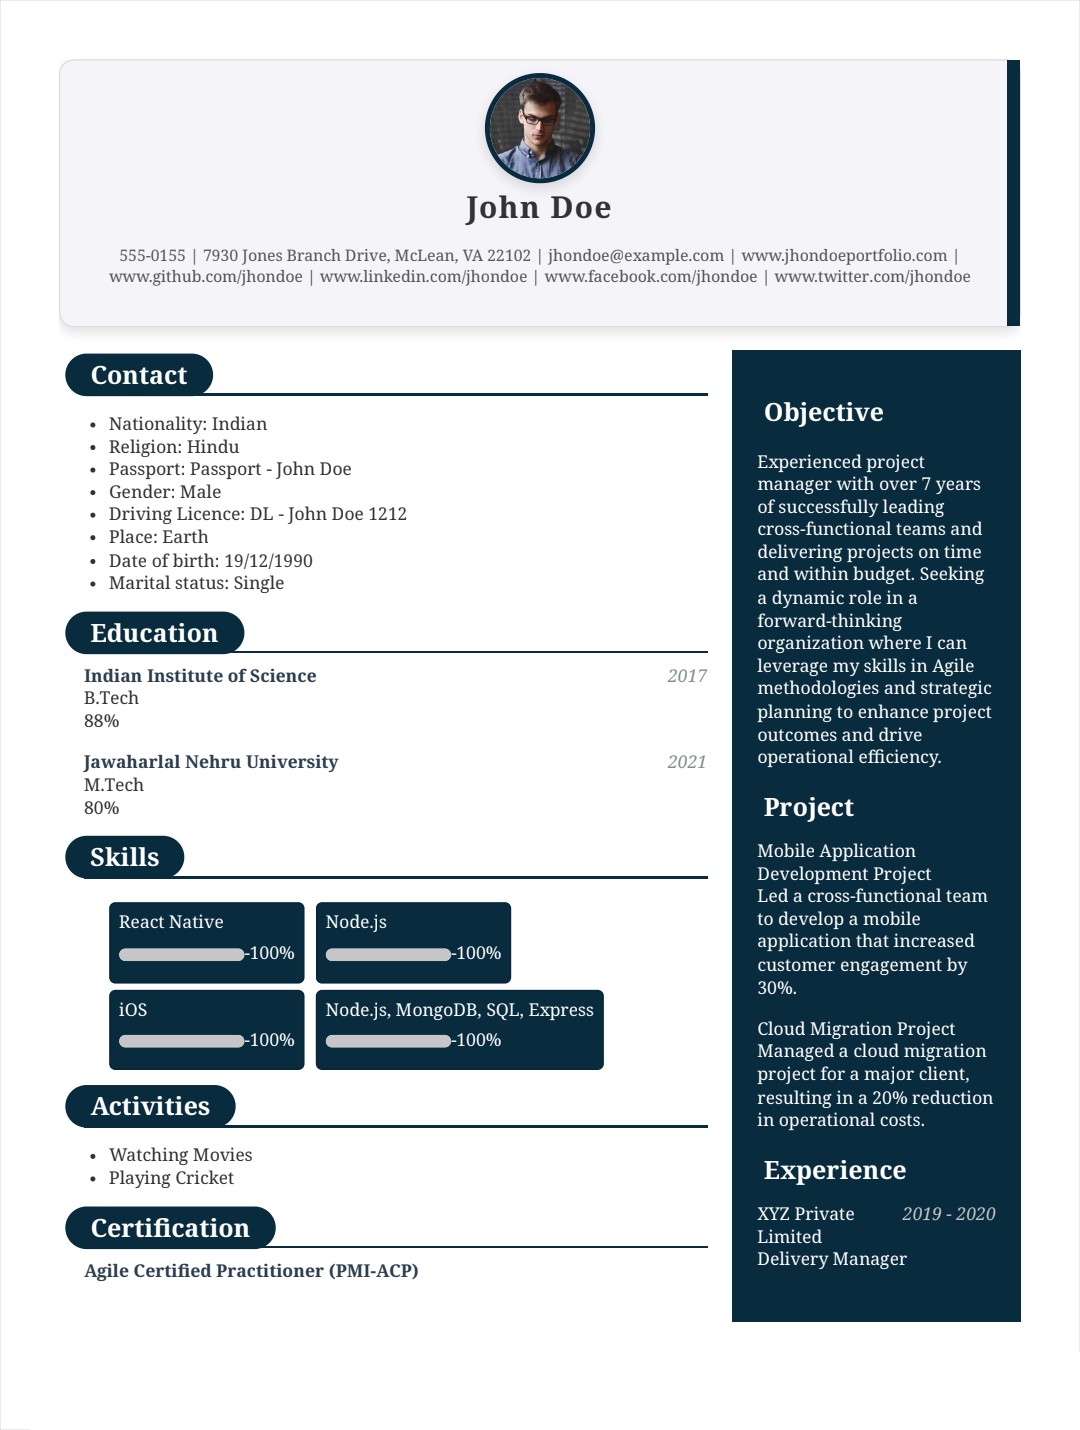 John Doe
555-0155 | 7930 Jones Branch Drive, McLean, VA 22102 | jhondoe@example.com | www.jhondoeportfolio.com |
www.github.com/jhondoe | www.linkedin.com/jhondoe | www.facebook.com/jhondoe | www.twitter.com/jhondoe
Contact
• Nationality: Indian
• Religion: Hindu
• Passport: Passport - John Doe
• Gender: Male
• Driving Licence: DL - John Doe 1212
• Place: Earth
• Date of birth: 19/12/1990
• Marital status: Single
Education
Indian Institute of Science 2017
B.Tech
88%
Jawaharlal Nehru University 2021
M.Tech
80%
Skills
React Native
-100%
Node.js
-100%
iOS
-100%
Node.js, MongoDB, SQL, Express
-100%
Activities
• Watching Movies
• Playing Cricket
Certification
Agile Certified Practitioner (PMI-ACP)
Objective
Experienced project
manager with over 7 years
of successfully leading
cross-functional teams and
delivering projects on time
and within budget. Seeking
a dynamic role in a
forward-thinking
organization where I can
leverage my skills in Agile
methodologies and strategic
planning to enhance project
outcomes and drive
operational efficiency.
Project
Mobile Application
Development Project
Led a cross-functional team
to develop a mobile
application that increased
customer engagement by
30%.
Cloud Migration Project
Managed a cloud migration
project for a major client,
resulting in a 20% reduction
in operational costs.
Experience
XYZ Private 2019 - 2020
Limited
Delivery Manager